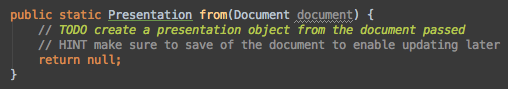 public static Presentation from(Document document) {
// TODO create a presentation object from the document passed
// HINT make sure to save of the document to enable updating later
return null;
}